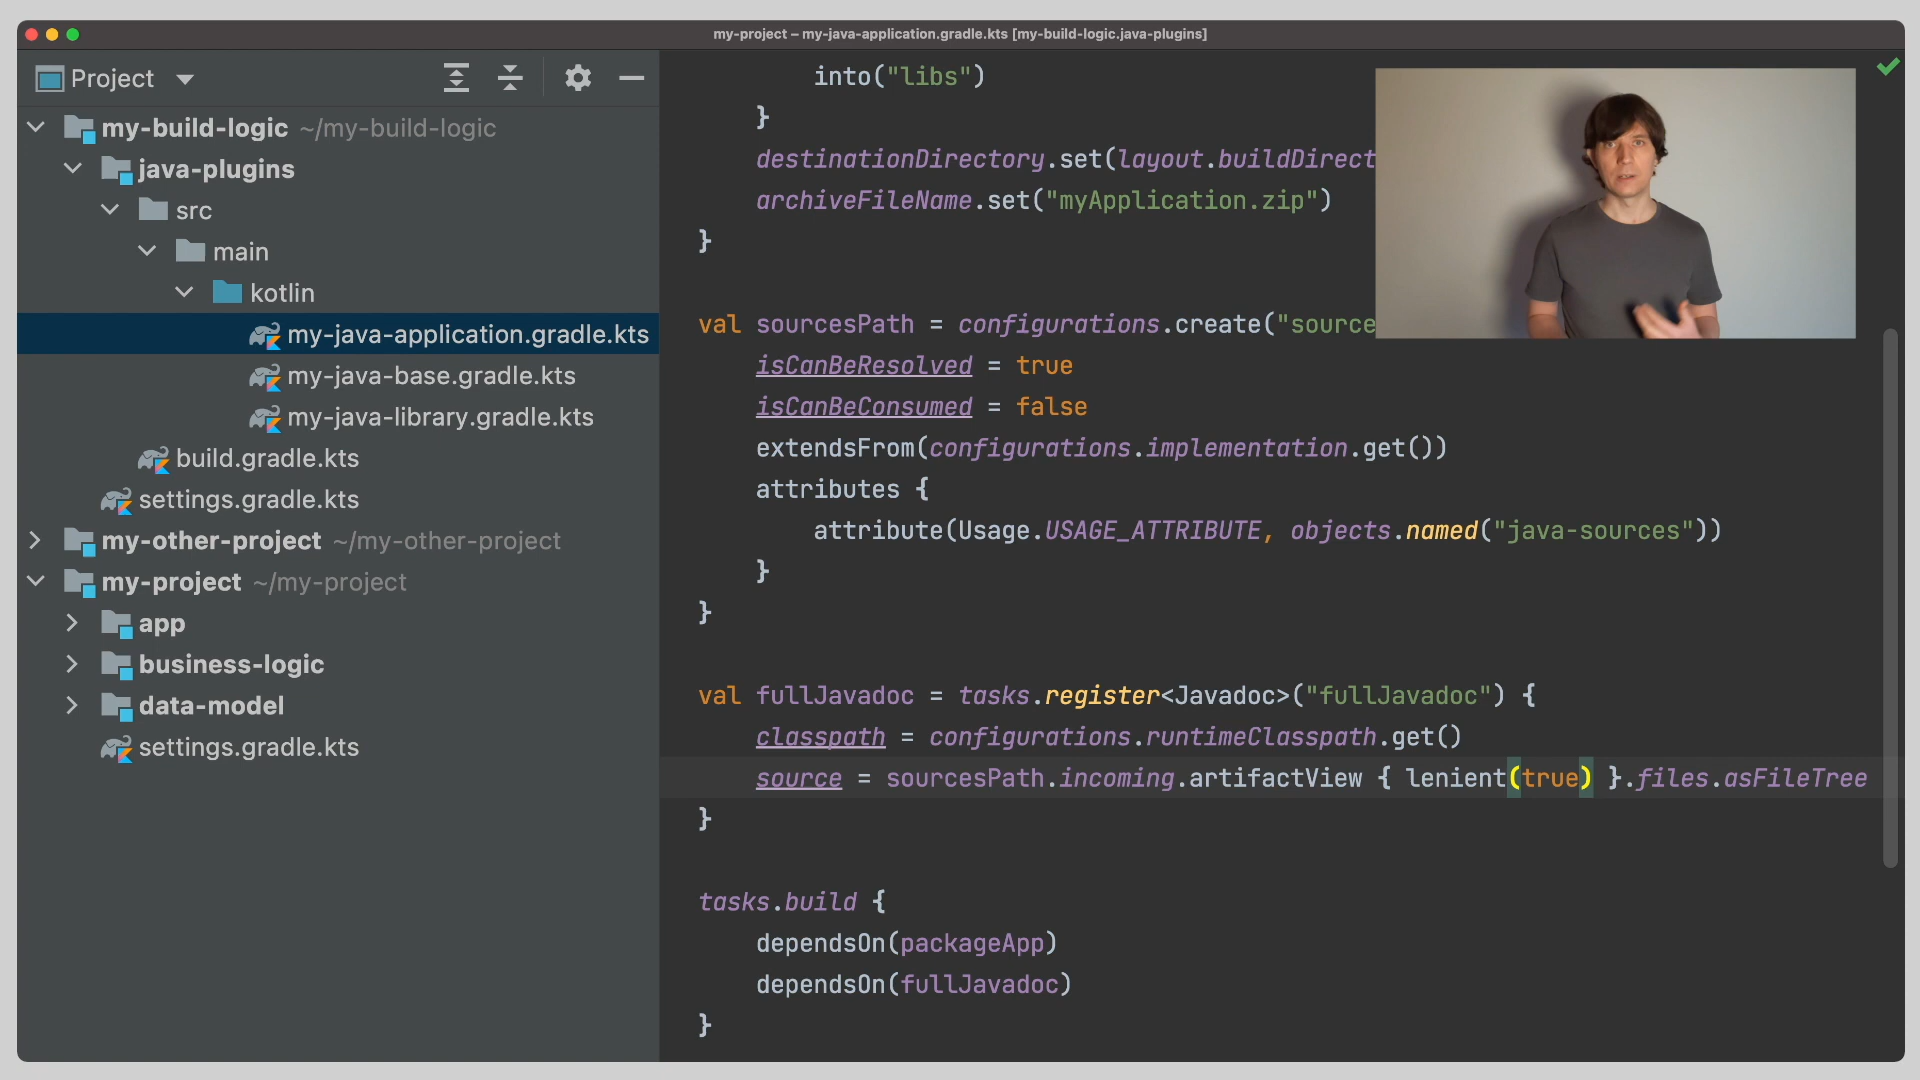 my-project – my-java-application.gradle.kts [my-build-logic.java-plugins]
Project
my-build-logic ~/my-build-logic
java-plugins
src
main
kotlin
my-java-application.gradle.kts
my-java-base.gradle.kts
my-java-library.gradle.kts
build.gradle.kts
settings.gradle.kts
my-other-project ~/my-other-project
my-project ~/my-project
app
business-logic
data-model
settings.gradle.kts
into("libs")
}
destinationDirectory.set(layout.buildDirect
archiveFileName.set("myApplication.zip")
}
val sourcesPath = configurations.create("source
isCanBeResolved = true
isCanBeConsumed = false
extendsFrom(configurations.implementation.get())
attributes {
attribute(Usage.USAGE_ATTRIBUTE, objects.named("java-sources"))
}
}
val fullJavadoc = tasks.register<Javadoc>("fullJavadoc") {
classpath = configurations.runtimeClasspath.get()
source = sourcesPath.incoming.artifactView { lenient(true) }.files.asFileTree
}
tasks.build {
dependsOn(packageApp)
dependsOn(fullJavadoc)
}